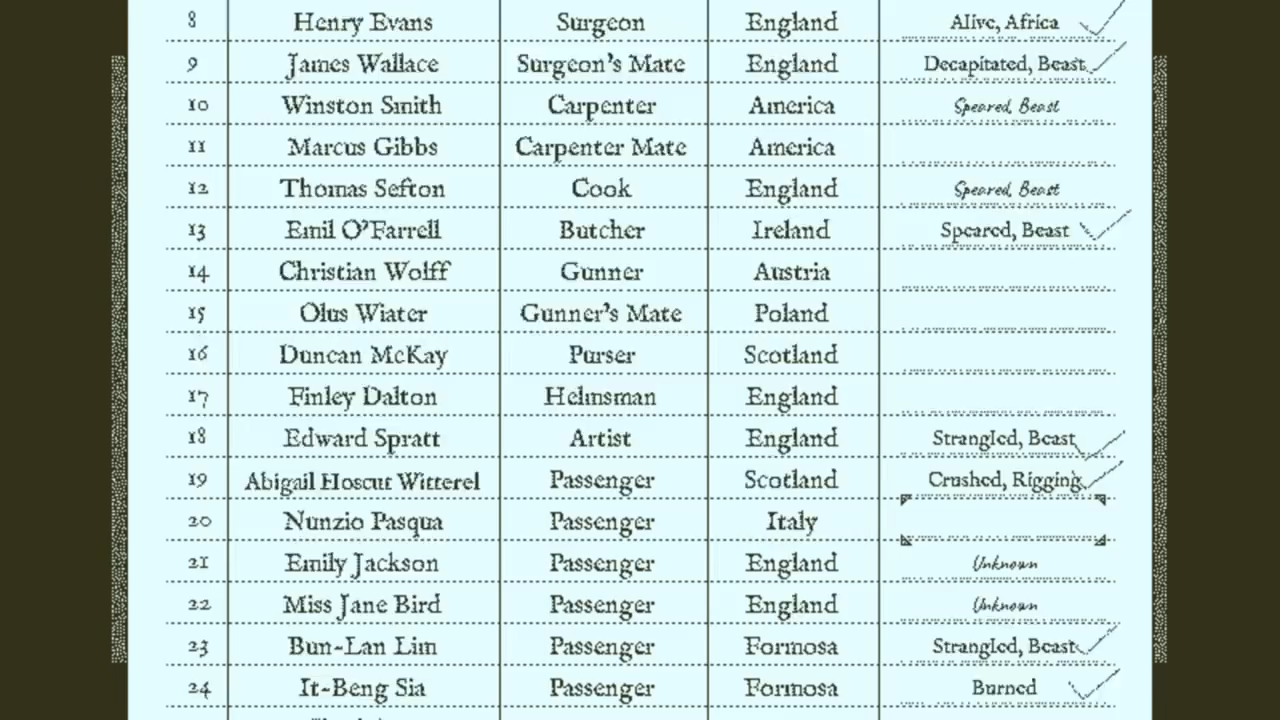 8 Henry Evans Surgeon England Alive, Africa
9 James Wallace Surgeon's Mate England Decapitated, Beast
10 Winston Smith Carpenter America Speared, Beast
11 Marcus Gibbs Carpenter Mate America
12 Thomas Sefton Cook England Speared, Beast
13 Emil O'Farrell Butcher Ireland Speared, Beast
14 Christian Wolff Gunner Austria
15 Olus Wiater Gunner's Mate Poland
16 Duncan McKay Purser Scotland
17 Finley Dalton Helmsman England
18 Edward Spratt Artist England Strangled, Beast
19 Abigail Hoscut Witterel Passenger Scotland Crushed, Rigging
20 Nunzio Pasqua Passenger Italy
21 Emily Jackson Passenger England Unknown
22 Miss Jane Bird Passenger England Unknown
23 Bun-Lan Lim Passenger Formosa Strangled, Beast
24 It-Beng Sia Passenger Formosa Burned